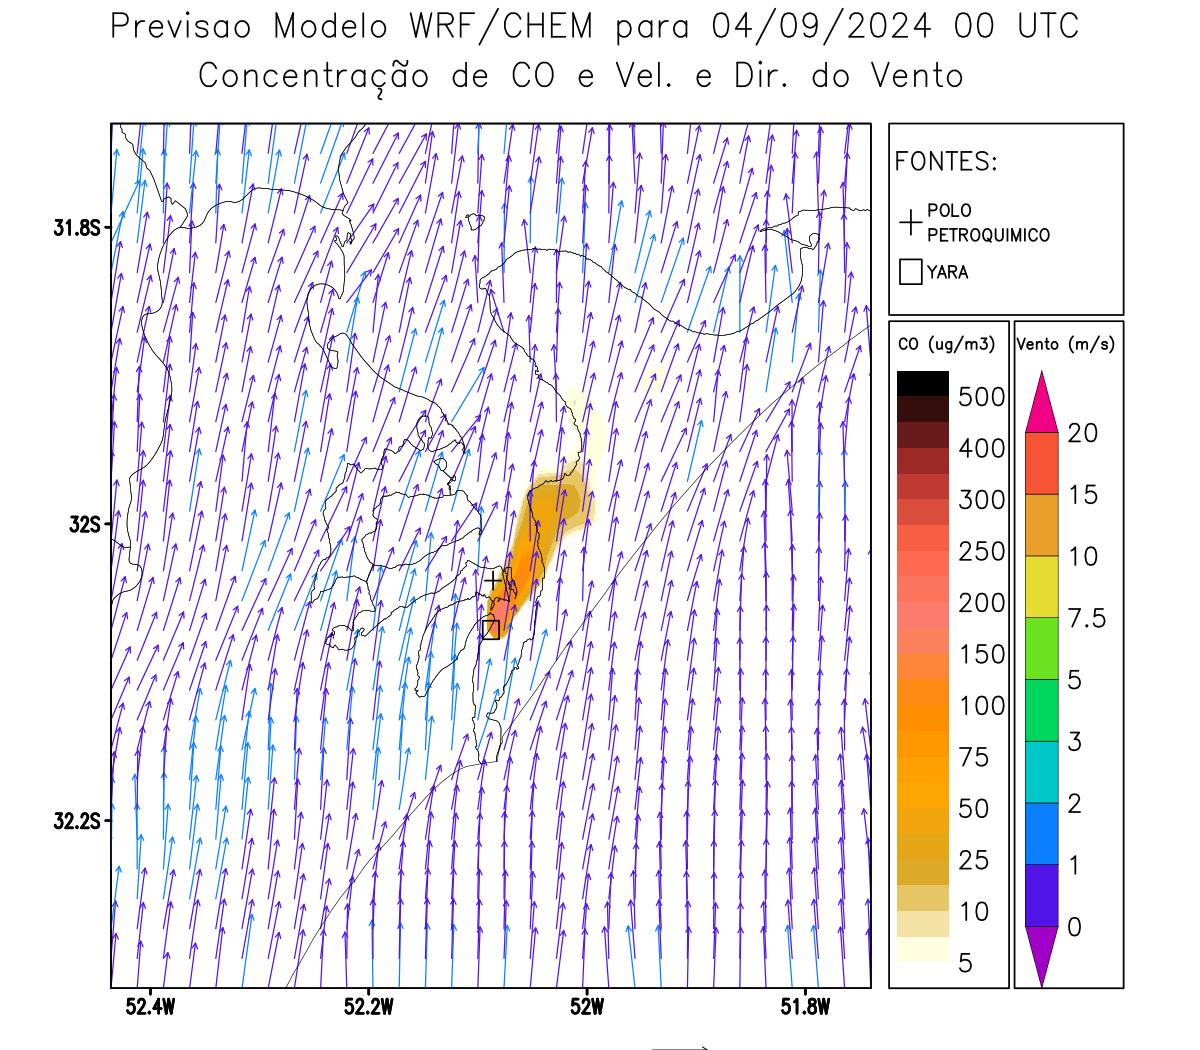 Previsao Modelo WRF/CHEM para 04/09/2024 00 UTC
Concentração de CO e Vel. e Dir. do Vento
FONTES:
POLO
PETROQUIMICO
YARA
CO (ug/m3)
500
400
300
250
200
150
100
75
50
25
10
5
Vento (m/s)
20
15
10
7.5
5
3
2
1
0
31.8S
32S
32.2S
52.4W
52.2W
52W
51.8W